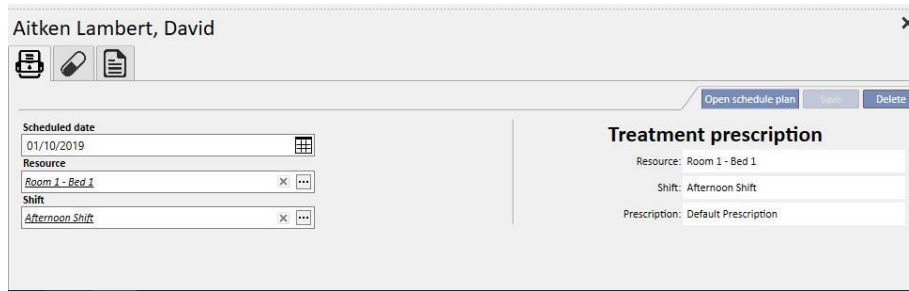 Aitken Lambert, David
Open schedule plan
Save
Delete
Scheduled date
01/10/2019
Resource
Room 1 - Bed 1
Shift
Afternoon Shift
Treatment prescription
Resource: Room 1 - Bed 1
Shift: Afternoon Shift
Prescription: Default Prescription